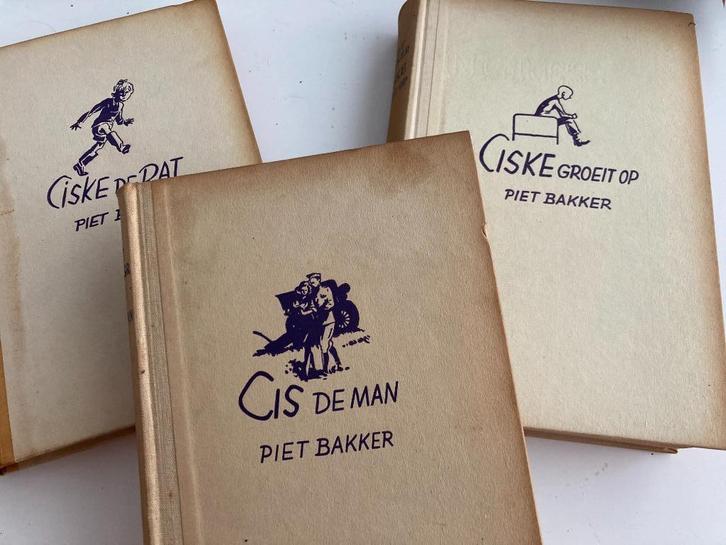 CISKE DE RAT
PIET
CISKE GROEIT OP
PIET BAKKER
CIS DE MAN
PIET BAKKER